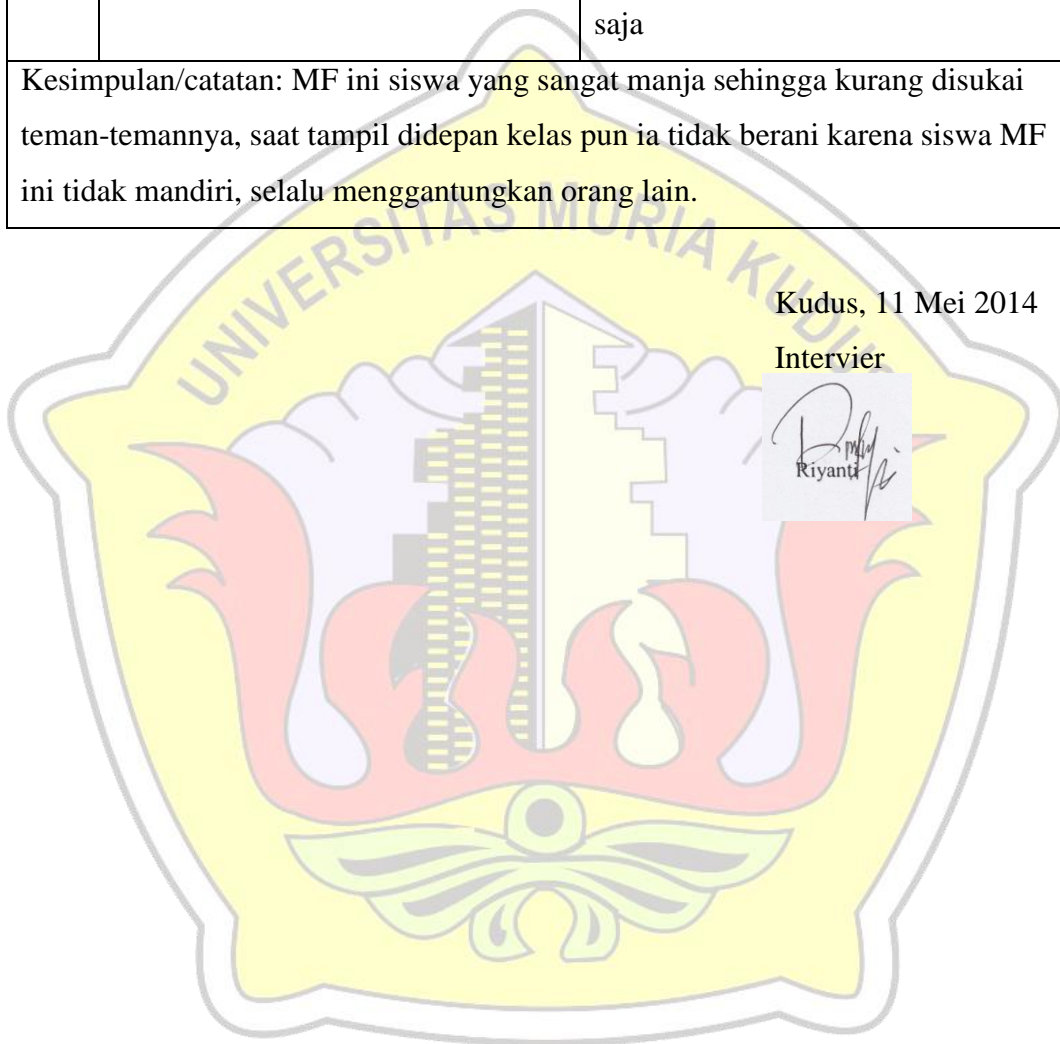 saja
Kesimpulan/catatan: MF ini siswa yang sangat manja sehingga kurang disukai
teman-temannya, saat tampil didepan kelas pun ia tidak berani karena siswa MF
ini tidak mandiri, selalu menggantungkan orang lain.
UNIVERSITAS MURIA KUDUS
Kudus, 11 Mei 2014
Intervier
Riyanti